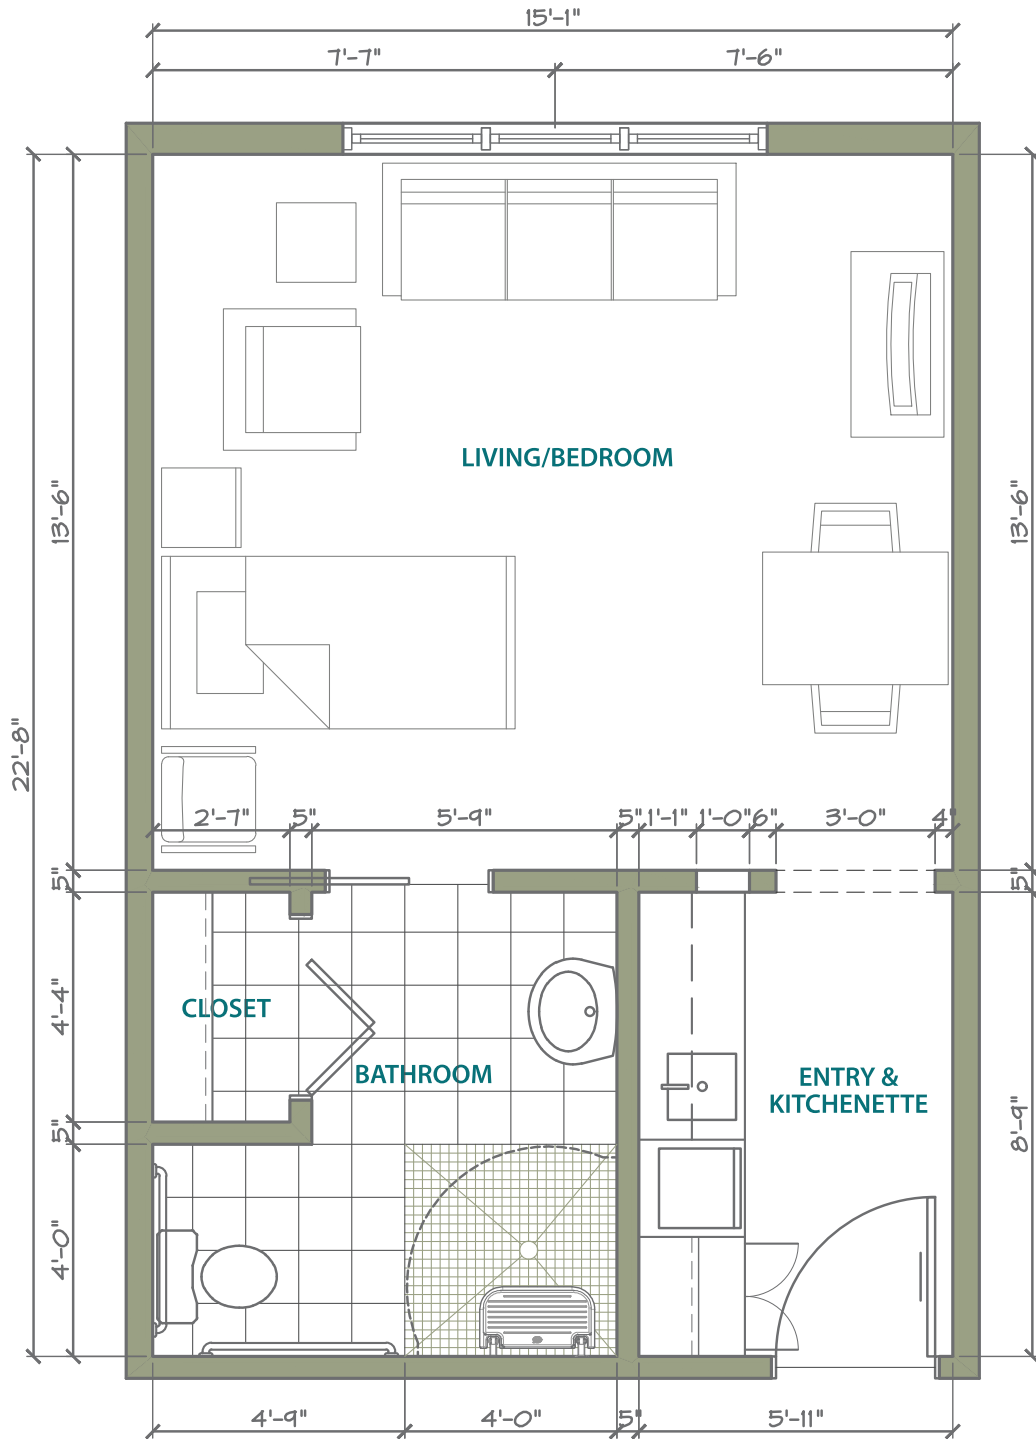 15'-1"
7'-7" 7'-6"
LIVING/BEDROOM
13'-6" 13'-6"
22'-8"
2'-7" 5" 5'-9" 5" 1'-1" 1'-0" 6" 3'-0" 4"
5" 5"
4'-4"
CLOSET
BATHROOM
ENTRY &
KITCHENETTE
5" 8'-9"
4'-0"
4'-9" 4'-0" 5" 5'-11"